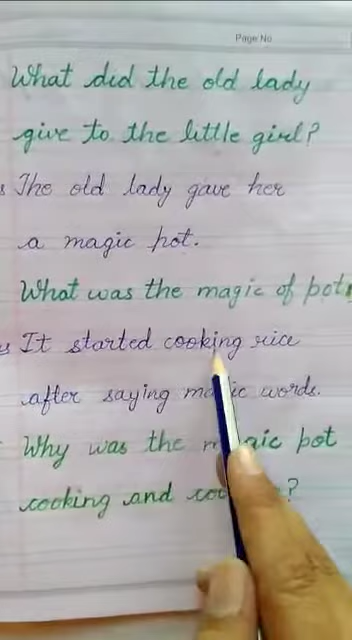 Page No
What did the old lady
give to the little girl?
s The old lady gave her
a magic pot.
What was the magic of pot
s It started cooking rice
after saying magic words.
Why was the magic pot
cooking and ?